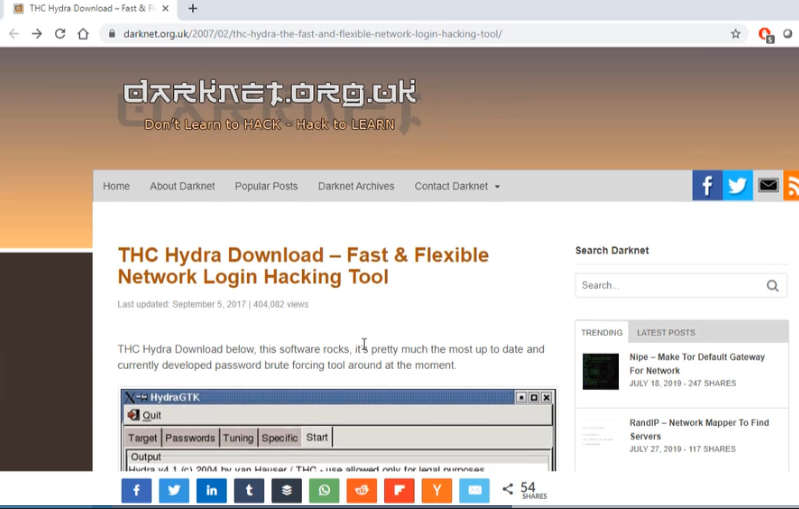 THC Hydra Download – Fast & F
darknet.org.uk/2007/02/thc-hydra-the-fast-and-flexible-network-login-hacking-tool/
darknet.org.uk
Don't Learn to HACK - Hack to LEARN
Home About Darknet Popular Posts Darknet Archives Contact Darknet
THC Hydra Download – Fast & Flexible
Network Login Hacking Tool
Last updated: September 5, 2017 | 404,082 views
THC Hydra Download below, this software rocks, it's pretty much the most up to date and
currently developed password brute forcing tool around at the moment.
HydraGTK
Quit
Target Passwords Tuning Specific Start
Output
Hydra v4.1 (c) 2004 by van Hauser / THC - use allowed only for legal purposes
Search Darknet
Search...
TRENDING LATEST POSTS
Nipe – Make Tor Default Gateway
For Network
JULY 18, 2019 - 247 SHARES
RandIP – Network Mapper To Find
Servers
JULY 27, 2019 - 117 SHARES
54
SHARES